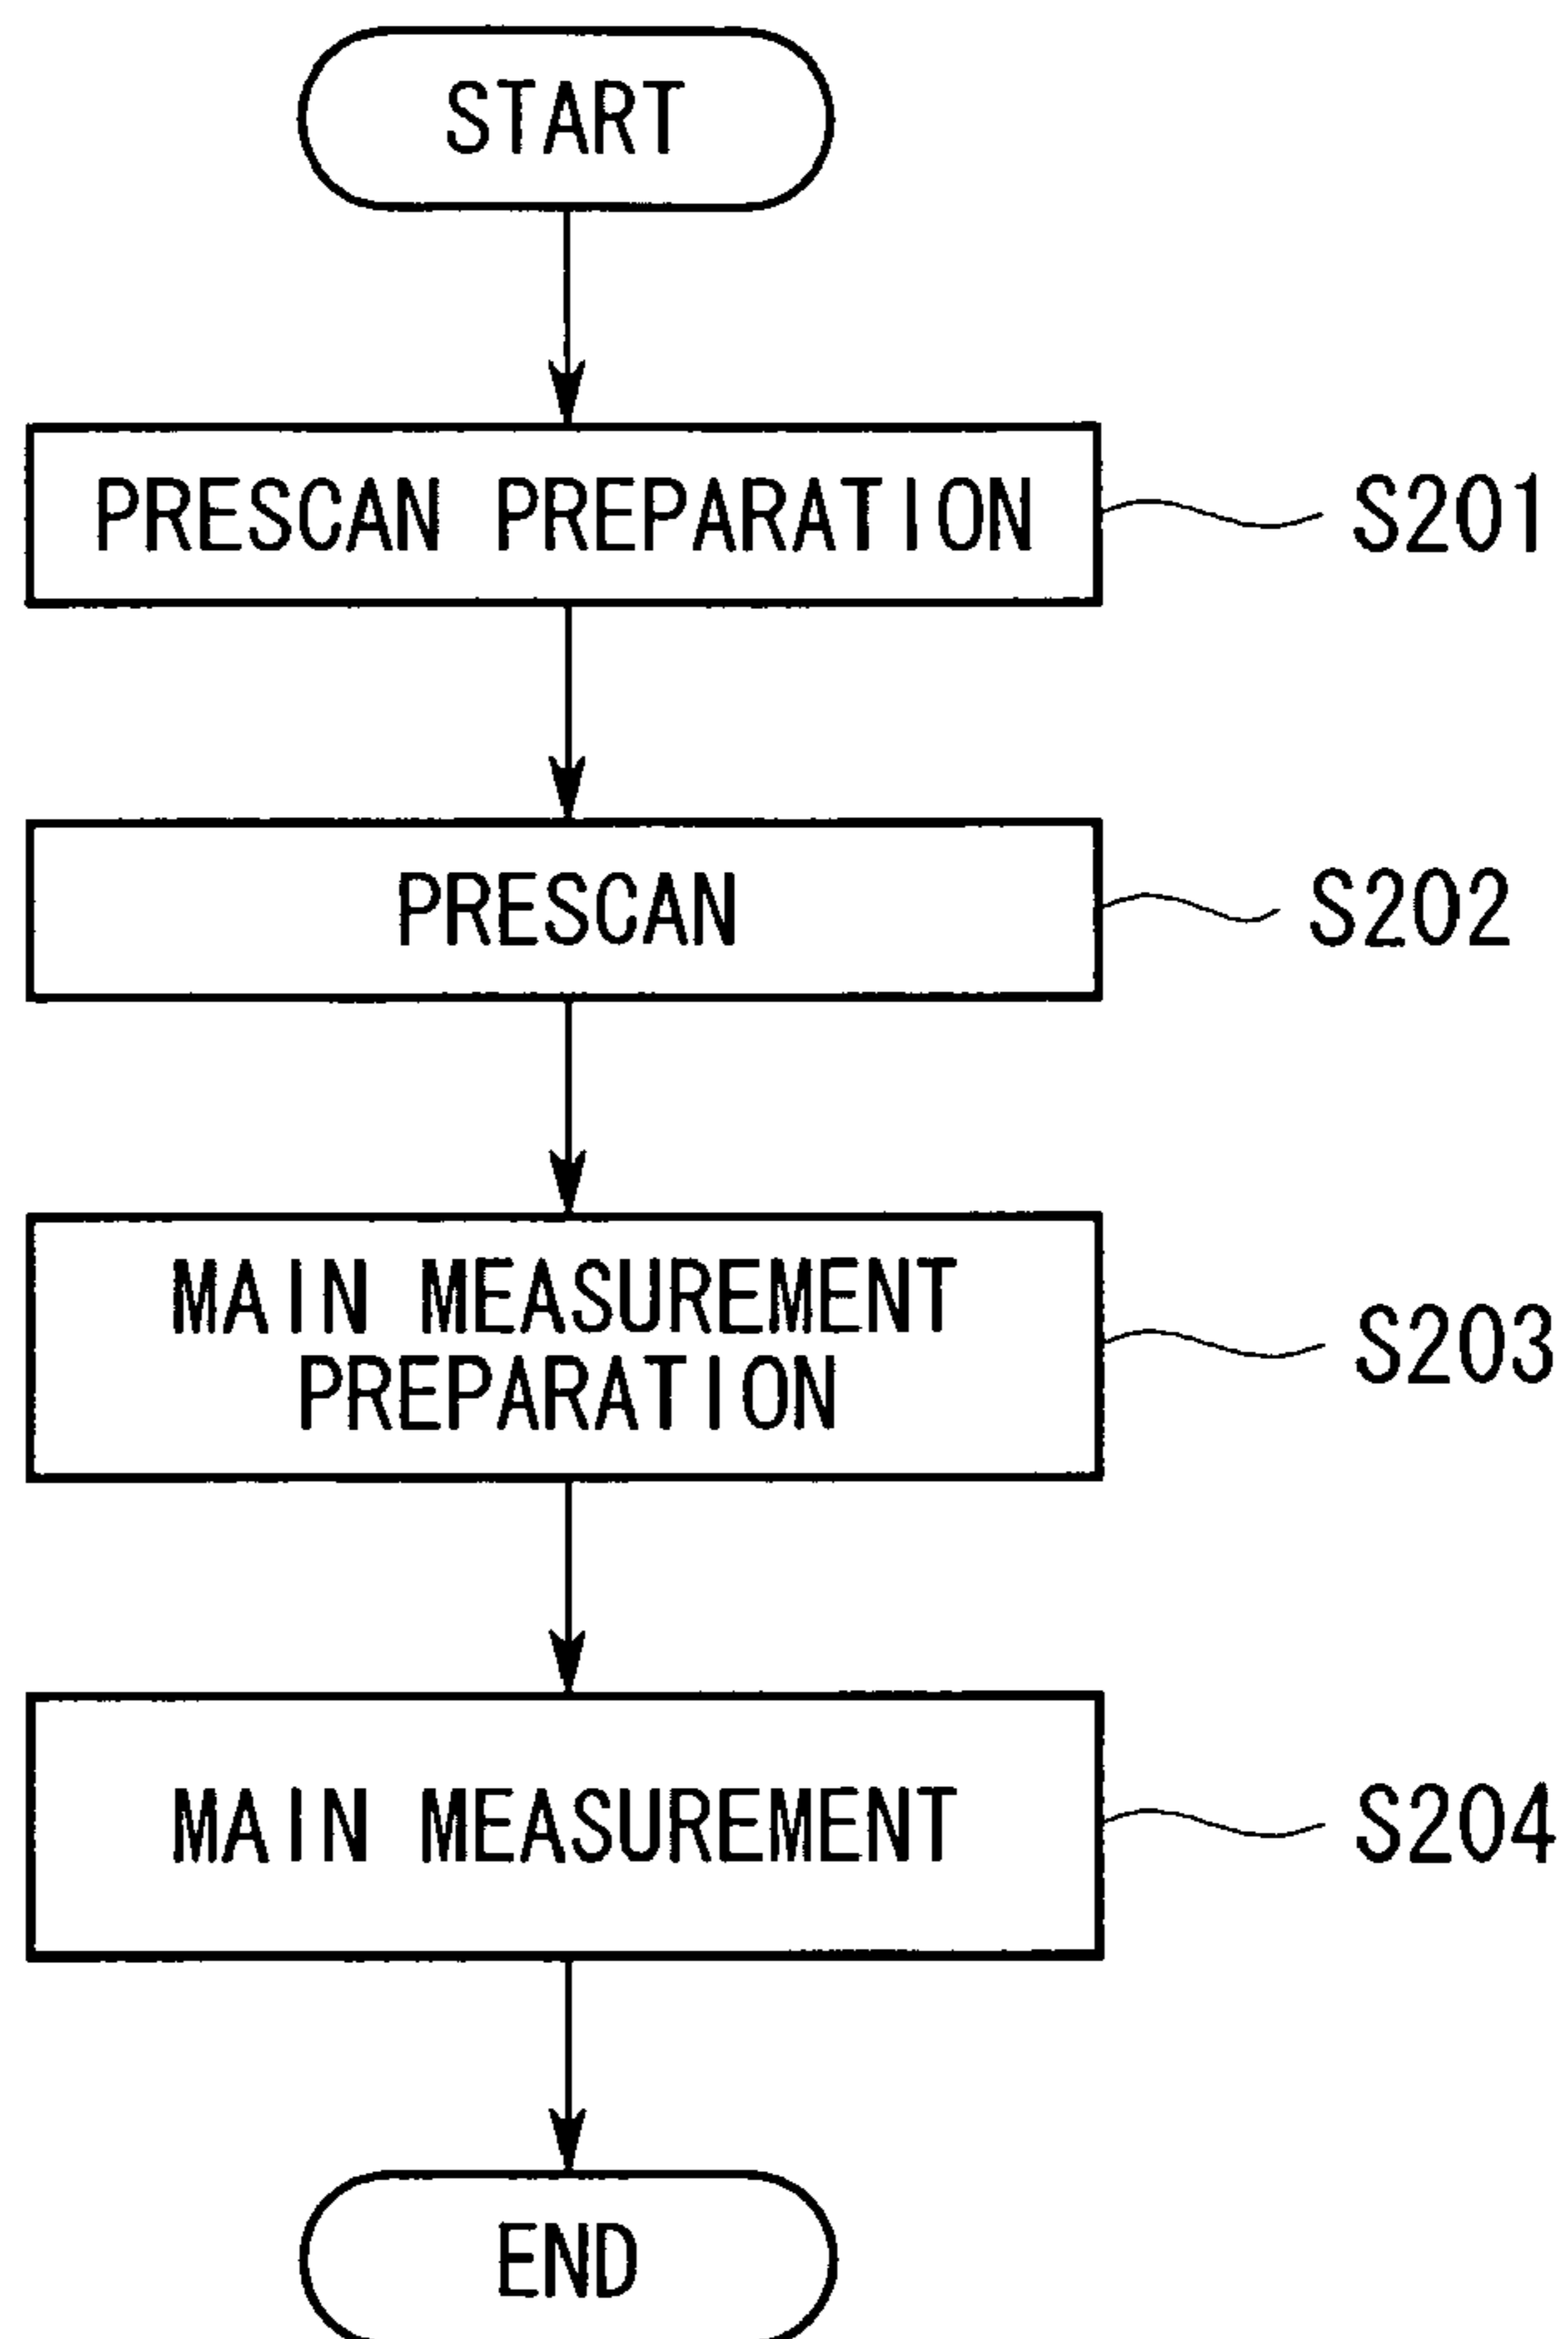 START
PRESCAN PREPARATION
S201
PRESCAN
S202
MAIN MEASUREMENT
PREPARATION
S203
MAIN MEASUREMENT
S204
END